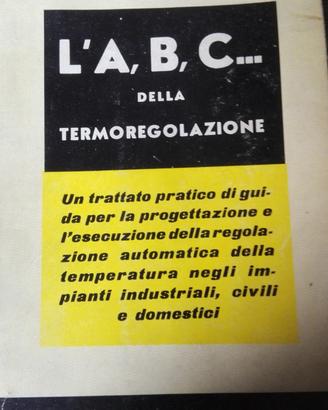 L'A, B, C...
DELLA
TERMOREGOLAZIONE
Un trattato pratico di gui-
da per la progettazione e
l'esecuzione della regola-
zione automatica della
temperatura negli im-
pianti industriali, civili
e domestici